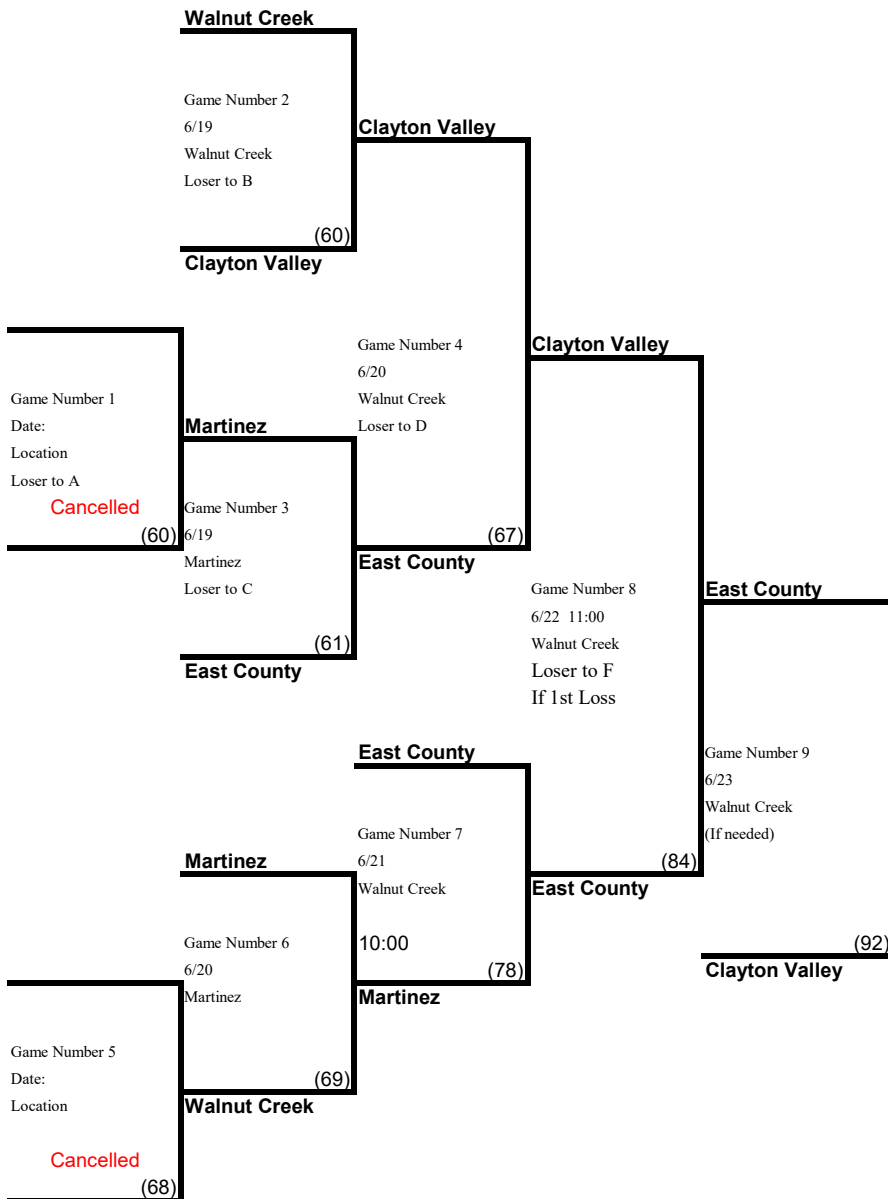 Walnut Creek
Game Number 2
6/19
Walnut Creek
Loser to B
(60)
Clayton Valley
Clayton Valley
Game Number 1
Date:
Location
Loser to A
Cancelled
(60)
Martinez
Game Number 3
6/19
Martinez
Loser to C
(61)
East County
Game Number 4
6/20
Walnut Creek
Loser to D
(67)
East County
Clayton Valley
Game Number 8
6/22 11:00
Walnut Creek
Loser to F
If 1st Loss
(84)
East County
East County
Game Number 7
6/21
Walnut Creek
10:00
(78)
Martinez
Martinez
Game Number 6
6/20
Martinez
(69)
Walnut Creek
Game Number 5
Date:
Location
Cancelled
(68)
East County
Game Number 9
6/23
Walnut Creek
(If needed)
(92)
Clayton Valley